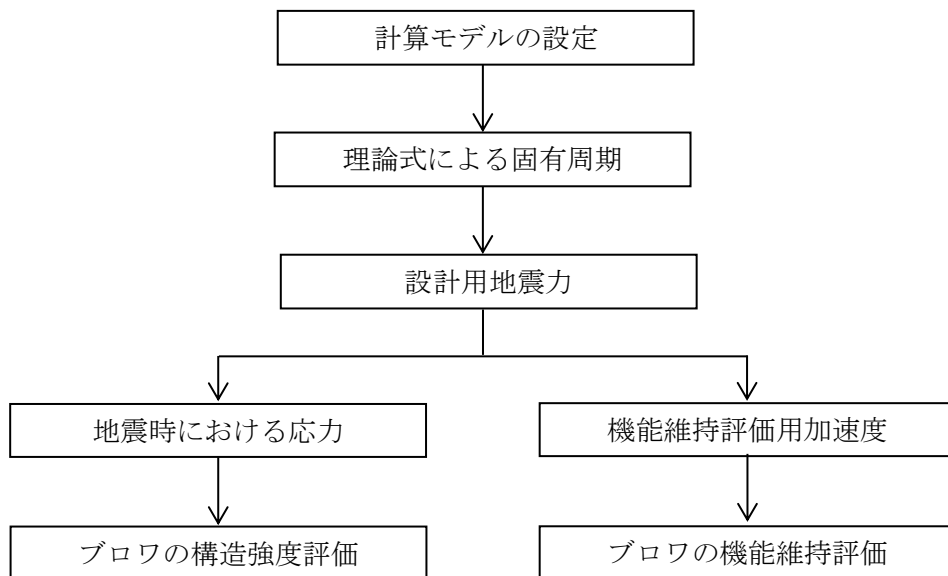 計算モデルの設定
理論式による固有周期
設計用地震力
地震時における応力
機能維持評価用加速度
ブロワの構造強度評価
ブロワの機能維持評価